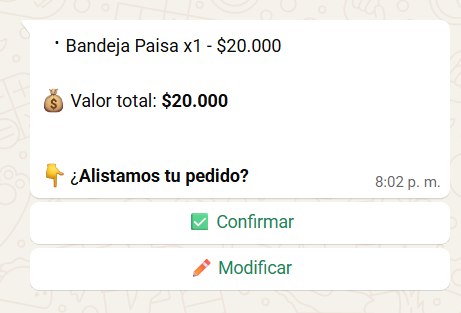 · Bandeja Paisa x1 - $20.000
💰 Valor total: $20.000
👇 ¿Alistamos tu pedido?
8:02 p. m.
✅ Confirmar
✏️ Modificar